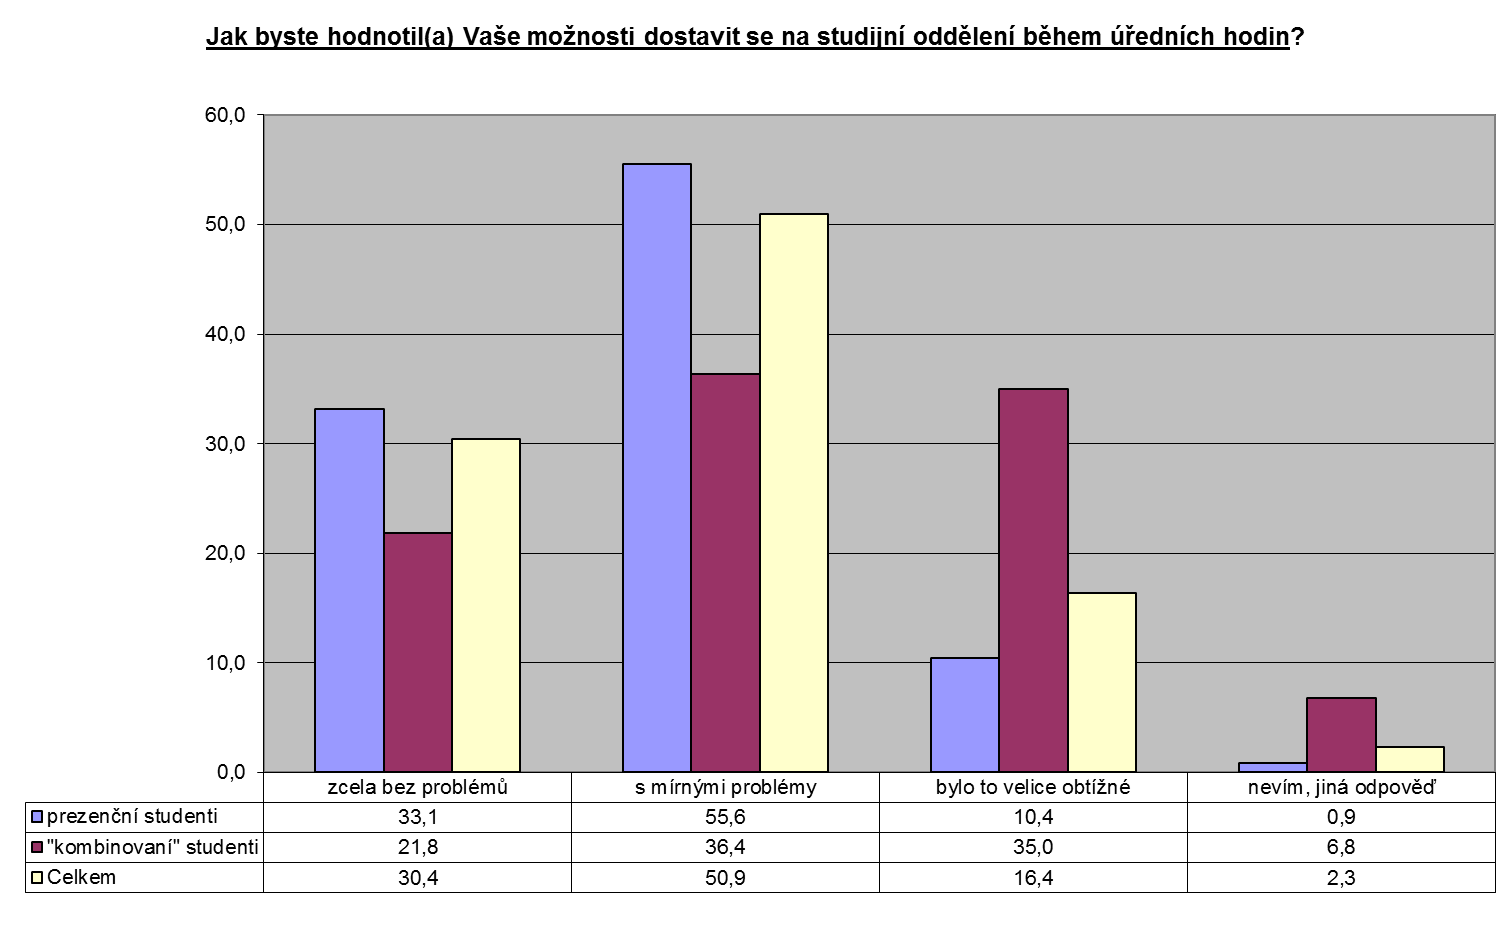 Jak byste hodnotil(a) Vaše možnosti dostavit se na studijní oddělení během úředních hodin?
60,0
50,0
40,0
30,0
20,0
10,0
0,0
zcela bez problémů s mírnými problémy bylo to velice obtížné nevím, jiná odpověď
prezenční studenti 33,1 55,6 10,4 0,9
"kombinovaní" studenti 21,8 36,4 35,0 6,8
Celkem 30,4 50,9 16,4 2,3